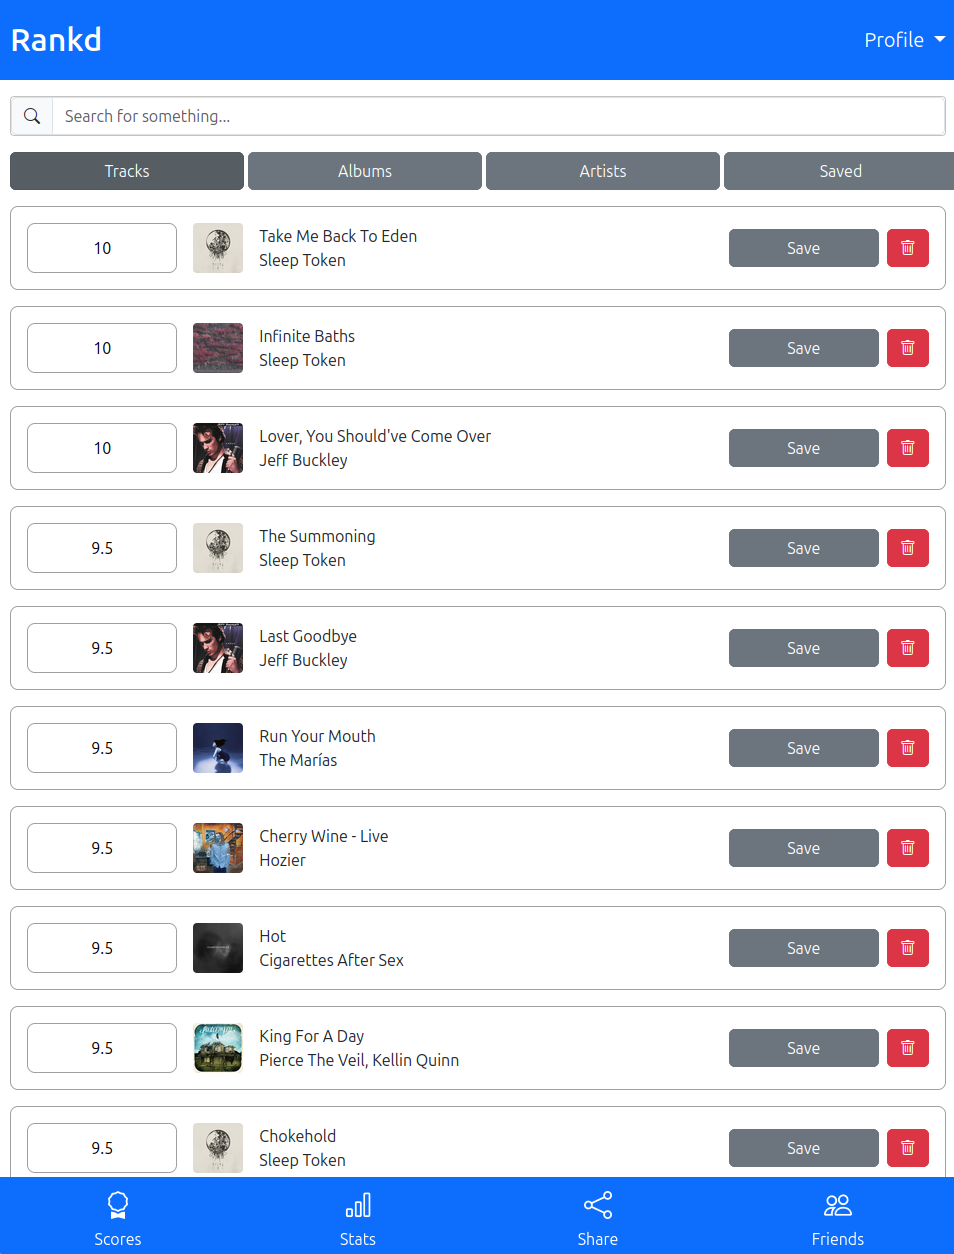 Rankd
Profile
Search for something...
Tracks
Albums
Artists
Saved
10
Take Me Back To Eden
Sleep Token
Save
10
Infinite Baths
Sleep Token
Save
10
Lover, You Should've Come Over
Jeff Buckley
Save
9.5
The Summoning
Sleep Token
Save
9.5
Last Goodbye
Jeff Buckley
Save
9.5
Run Your Mouth
The Marías
Save
9.5
Cherry Wine - Live
Hozier
Save
9.5
Hot
Cigarettes After Sex
Save
9.5
King For A Day
Pierce The Veil, Kellin Quinn
Save
9.5
Chokehold
Sleep Token
Save
Scores
Stats
Share
Friends